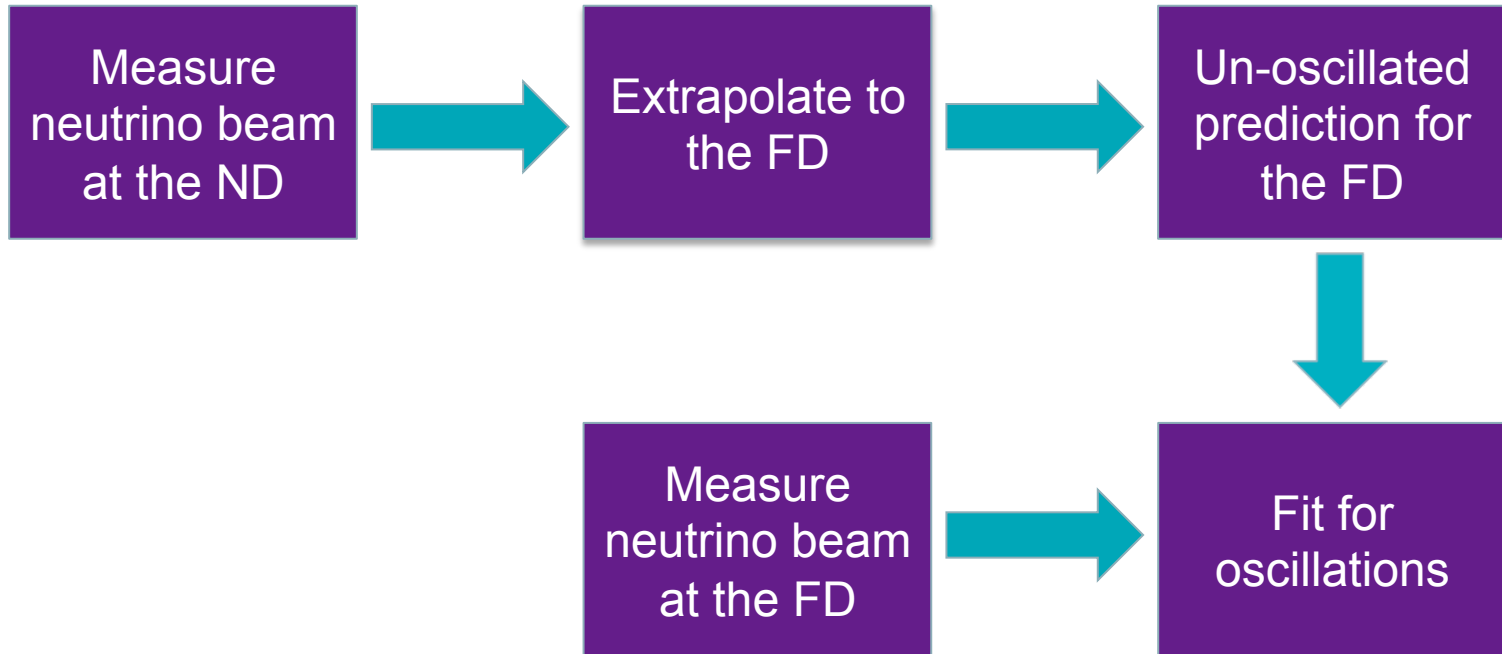 Measure
neutrino beam
at the ND
Extrapolate to
the FD
Un-oscillated
prediction for
the FD
Measure
neutrino beam
at the FD
Fit for
oscillations